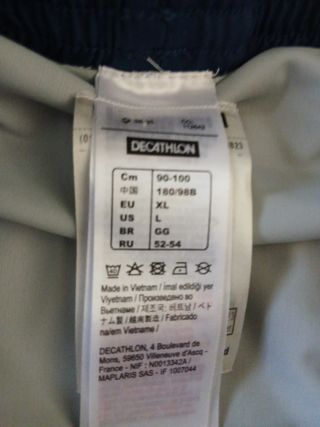 DECATHLON
Cm 90-100
中国 180/98B
EU XL
US L
BR GG
RU 52-54
Made in Vietnam / İmal edildiği yer
Viyetnam / Произведено во
Вьетнаме / 제조국: 베트남 / ベト
ナム製 / 越南製造 / Fabricado
na/em Vietname /
DECATHLON, 4 Boulevard de
Mons, 59650 Villeneuve d'Ascq -
France - NIF : N0013342A /
MAPLARIS SAS - IF 1007044